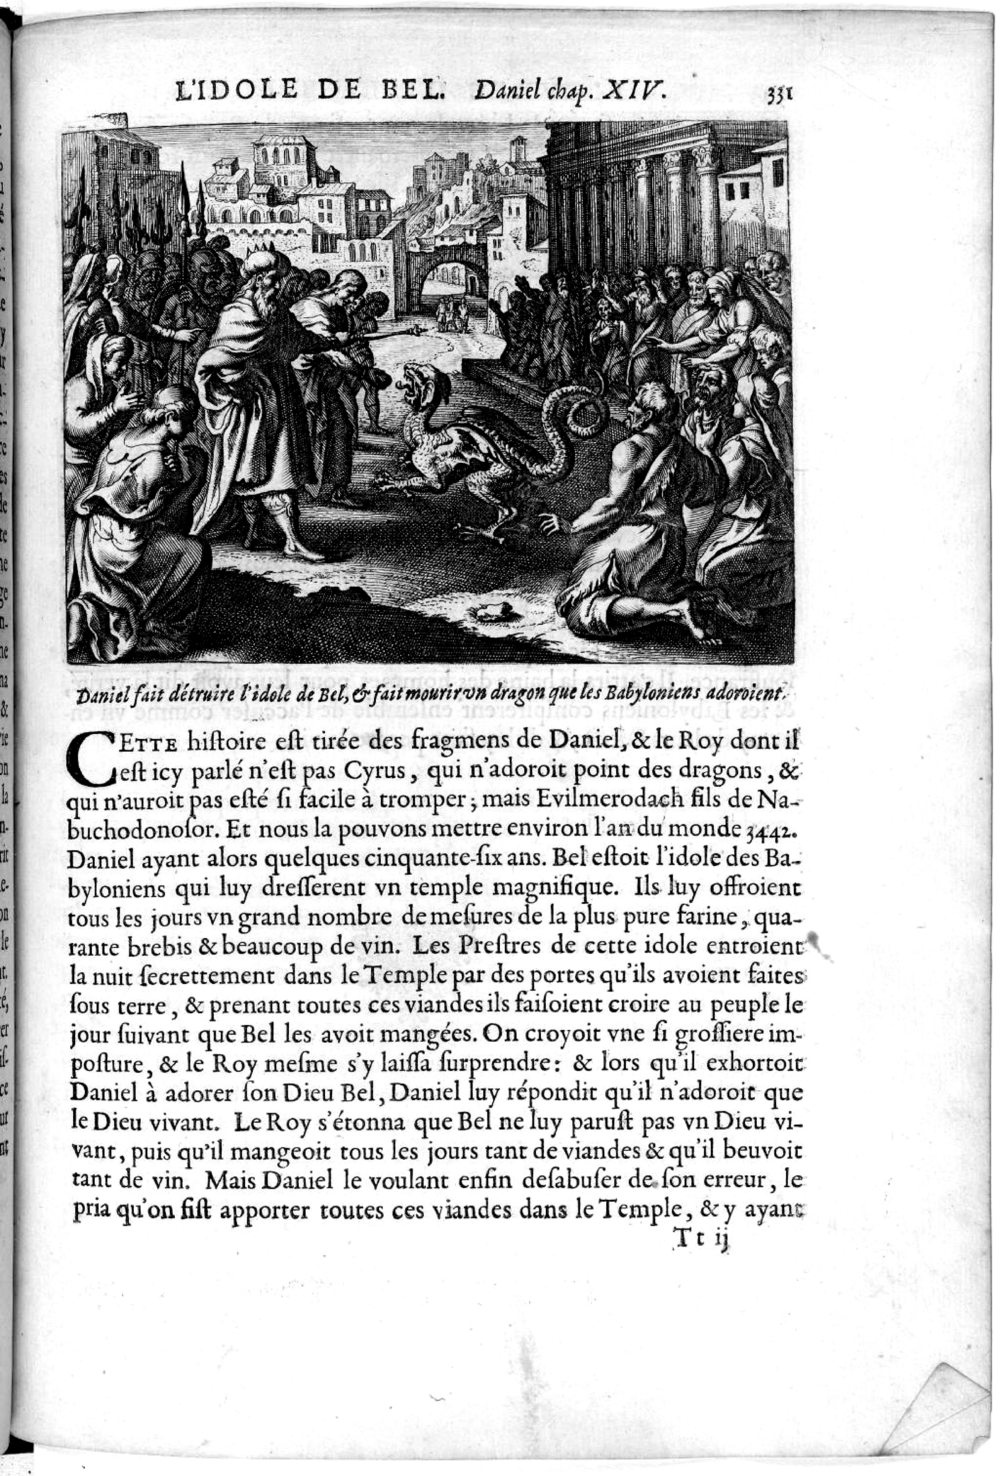 L'IDOLE DE BEL. Daniel chap. XIV. 331
Daniel fait détruire l'idole de Bel, & fait mourir vn dragon que les Babyloniens adoroient.
CETTE hiſtoire eſt tirée des fragmens de Daniel, & le Roy dont il
eſt icy parlé n'eſt pas Cyrus, qui n'adoroit point des dragons, &
qui n'auroit pas eſté ſi facile à tromper; mais Evilmerodach fils de Na-
buchodonoſor. Et nous la pouvons mettre environ l'an du monde 3442.
Daniel ayant alors quelques cinquante-ſix ans. Bel eſtoit l'idole des Ba-
byloniens qui luy dreſſerent vn temple magnifique. Ils luy offroient
tous les jours vn grand nombre de meſures de la plus pure farine, qua-
rante brebis & beaucoup de vin. Les Preſtres de cette idole entroient
la nuit ſecrettement dans le Temple par des portes qu'ils avoient faites
ſous terre, & prenant toutes ces viandes ils faiſoient croire au peuple le
jour ſuivant que Bel les avoit mangées. On croyoit vne ſi groſſiere im-
poſture, & le Roy meſme s'y laiſſa ſurprendre: & lors qu'il exhortoit
Daniel à adorer ſon Dieu Bel, Daniel luy répondit qu'il n'adoroit que
le Dieu vivant. Le Roy s'étonna que Bel ne luy paruſt pas vn Dieu vi-
vant, puis qu'il mangeoit tous les jours tant de viandes & qu'il beuvoit
tant de vin. Mais Daniel le voulant enfin deſabuſer de ſon erreur, le
pria qu'on fiſt apporter toutes ces viandes dans le Temple, & y ayant
Tt ij